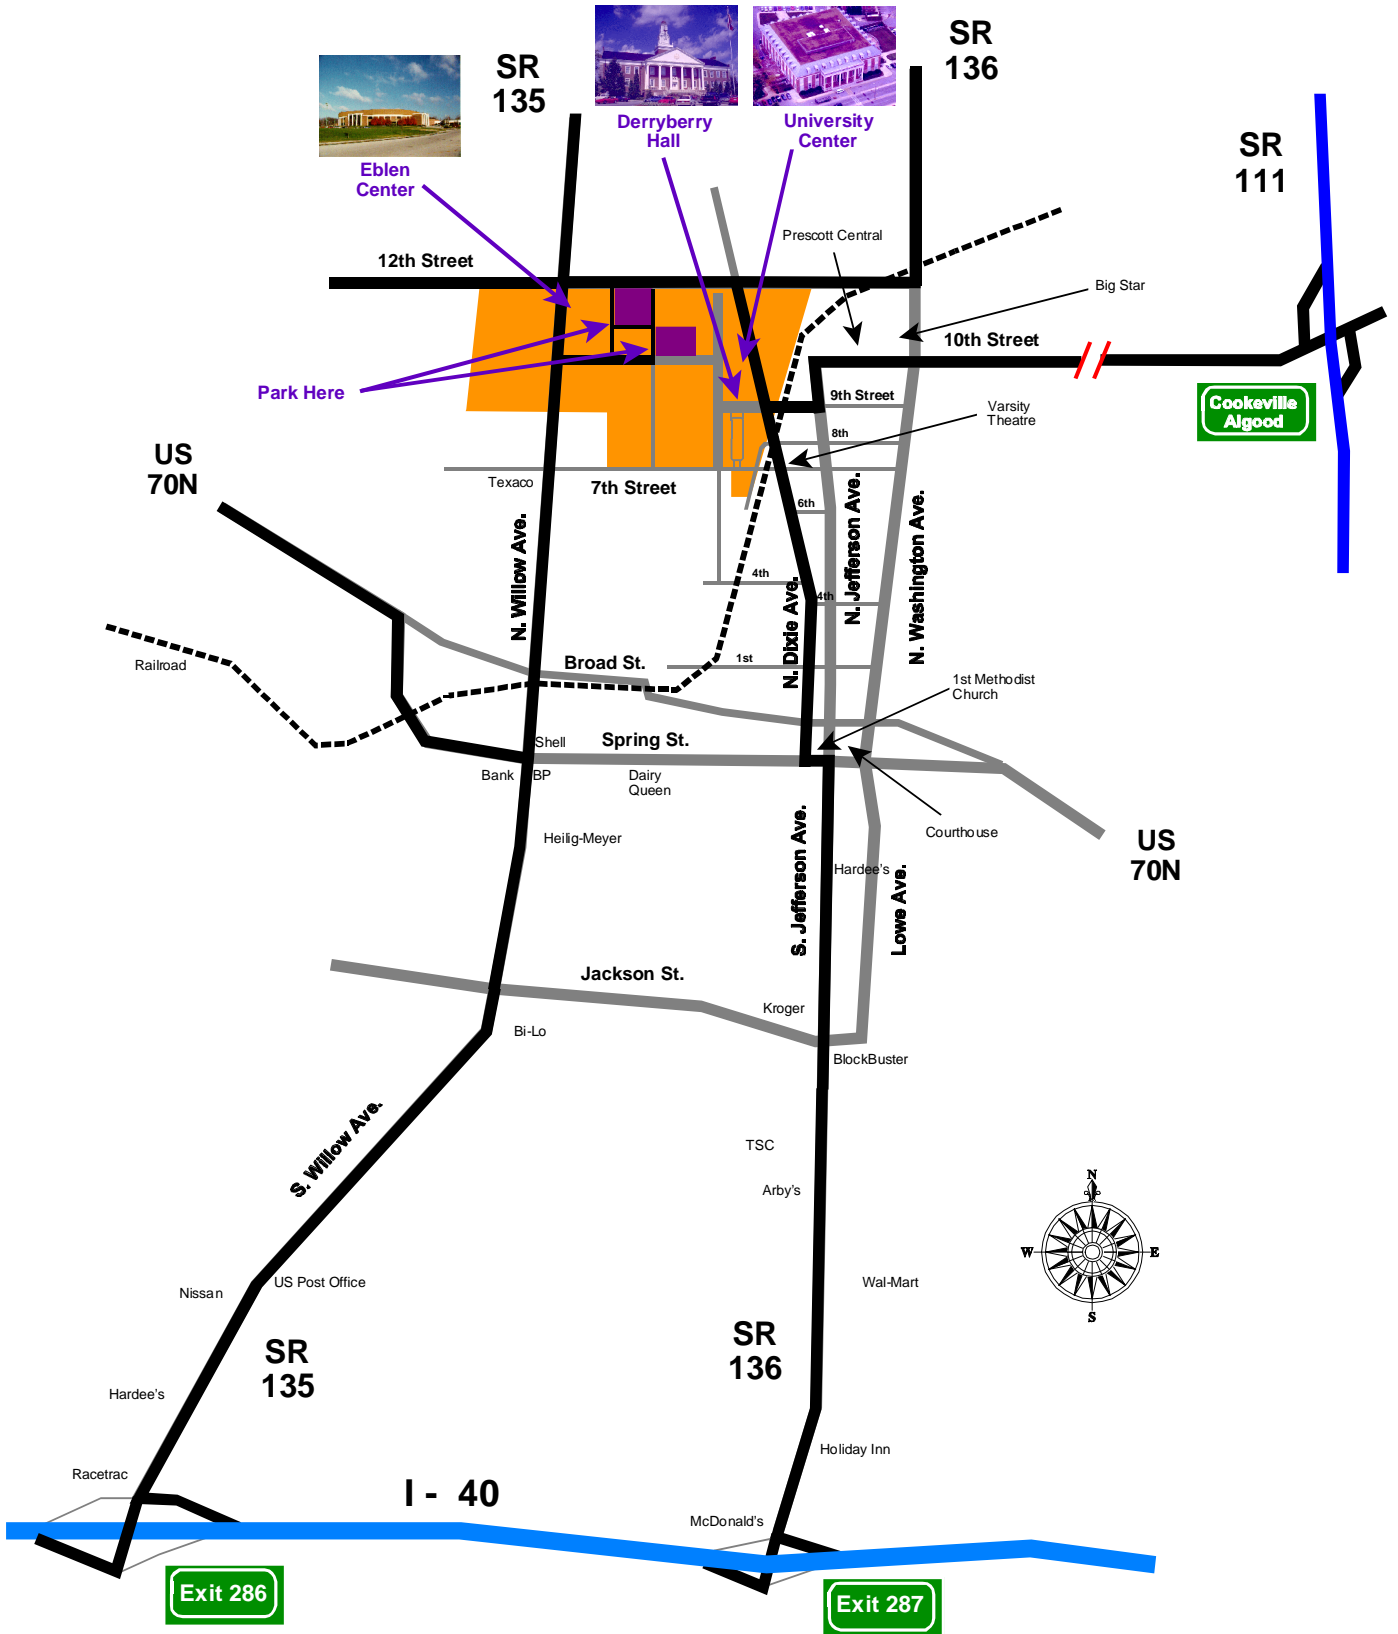 SR
136
SR
135
Derryberry
Hall
University
Center
SR
111
Eblen
Center
Prescott Central
12th Street
Big Star
10th Street
Park Here
9th Street
Cookeville
Algood
Varsity
Theatre
8th
US
70N
Texaco
7th Street
6th
N. Willow Ave.
N. Jefferson Ave.
N. Washington Ave.
4th
4th
N. Dixie Ave.
Railroad
Broad St.
1st
1st Methodist
Church
Shell
Spring St.
Bank
BP
Dairy
Queen
Courthouse
Heilig-Meyer
US
70N
S. Jefferson Ave.
Hardee's
Lowe Ave.
Jackson St.
Kroger
Bi-Lo
BlockBuster
S. Willow Ave.
TSC
Arby's
N
W
E
S
US Post Office
Nissan
Wal-Mart
SR
136
SR
135
Hardee's
Holiday Inn
Racetrac
I - 40
McDonald's
Exit 286
Exit 287